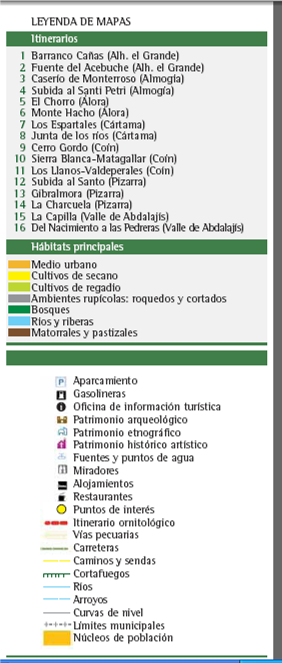 LEYENDA DE MAPAS
Itinerarios
1 Barranco Cañas (Alh. el Grande)
2 Fuente del Acebuche (Alh. el Grande)
3 Caserío de Monterroso (Almogía)
4 Subida al Santi Petri (Almogía)
5 El Chorro (Álora)
6 Monte Hacho (Álora)
7 Los Espartales (Cártama)
8 Junta de los ríos (Cártama)
9 Cerro Gordo (Coín)
10 Sierra Blanca-Matagallar (Coín)
11 Los Llanos-Valdeperales (Coín)
12 Subida al Santo (Pizarra)
13 Gibralmora (Pizarra)
14 La Charcuela (Pizarra)
15 La Capilla (Valle de Abdalajís)
16 Del Nacimiento a las Pedreras (Valle de Abdalajís)
Hábitats principales
Medio urbano
Cultivos de secano
Cultivos de regadio
Ambientes rupícolas: roquedos y cortados
Bosques
Ríos y riberas
Matorrales y pastizales
P Aparcamiento
Gasolineras
Oficina de información turística
Patrimonio arqueológico
Patrimonio etnográfico
Patrimonio histórico artístico
Fuentes y puntos de agua
Miradores
Alojamientos
Restaurantes
Puntos de interés
Itinerario ornitológico
Vías pecuarias
Carreteras
Caminos y sendas
Cortafuegos
Ríos
Arroyos
Curvas de nivel
Límites municipales
Núcleos de población